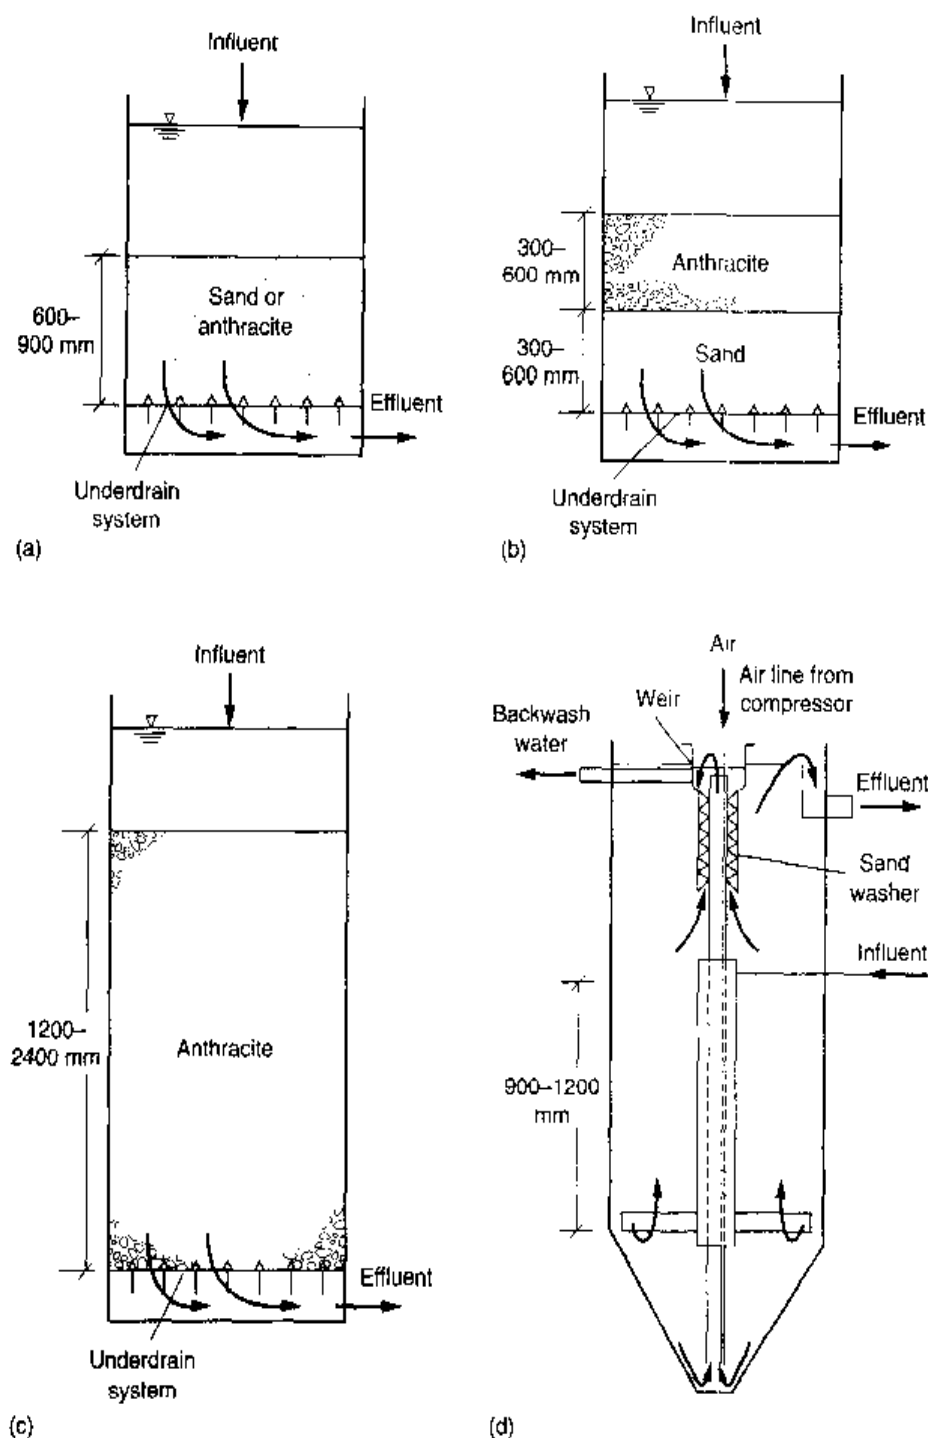 Influent
Sand or
anthracite
600–
900 mm
Effluent
Underdrain
system
(a)
Influent
300–
600 mm
Anthracite
300–
600 mm
Sand
Effluent
Underdrain
system
(b)
Influent
1200–
2400 mm
Anthracite
Effluent
Underdrain
system
(c)
Air
Air line from
compressor
Weir
Backwash
water
Effluent
Sand
washer
Influent
900–1200
mm
(d)